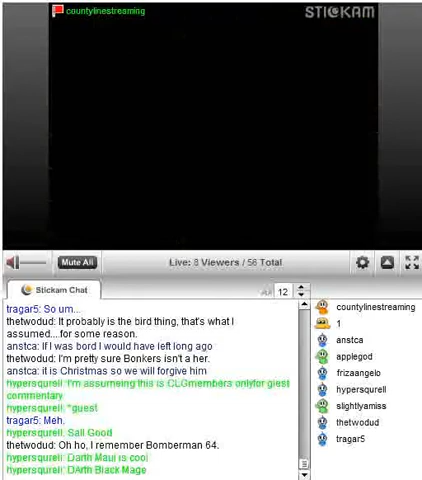 countylinestreaming
STICKAM
Mute All
Live: 8 Viewers / 56 Total
Stickam Chat
12
tragar5: So um...
thetwodud: It probably is the bird thing, that's what I
assumed... for some reason.
anstca: If I was bord I would have left long ago
thetwodud: I'm pretty sure Bonkers isn't a her.
anstca: it is Christmas so we will forgive him
hypersqurell: I'm assumeing this is CLGmembers onlyfor giest
commentary
hypersqurell: *guest
tragar5: Meh.
hypersqurell: Sall Good
thetwodud: Oh ho, I remember Bomberman 64.
hypersqurell: Darth Maul is cool
hypersqurell: DArth Black Mage
countylinestreaming
1
anstca
applegod
frizaangelo
hypersqurell
slightlyamiss
thetwodud
tragar5